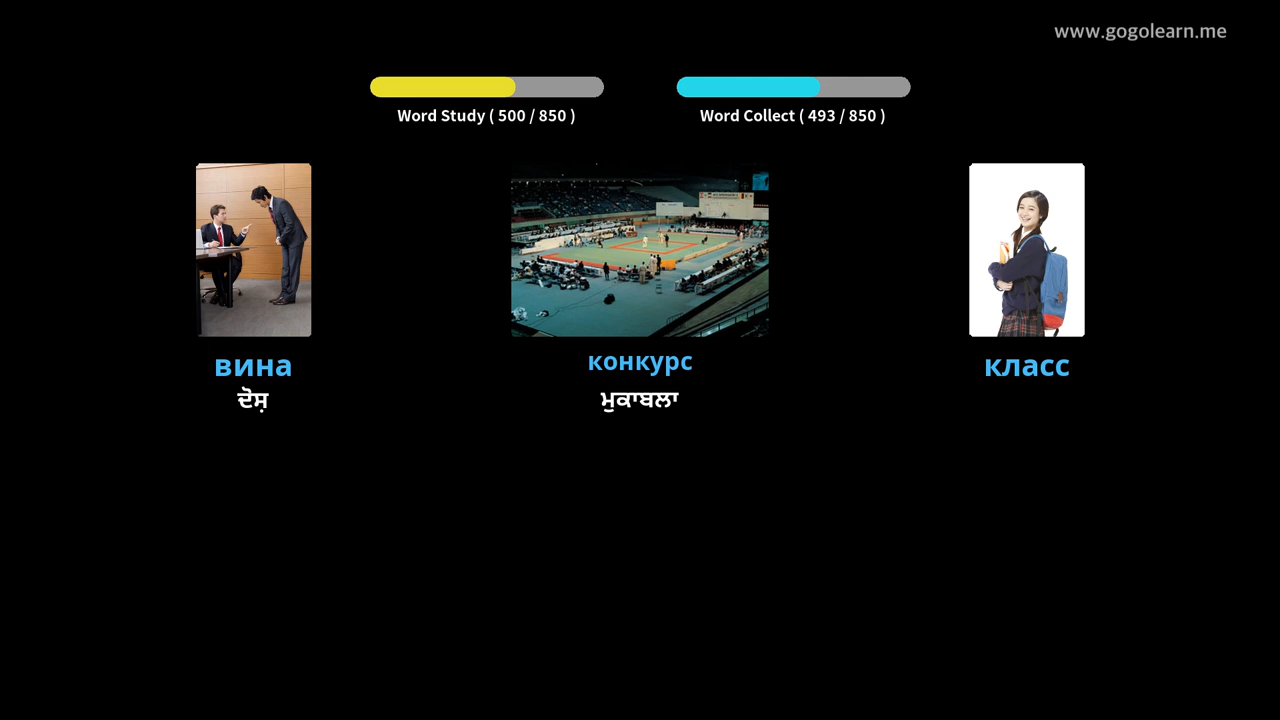 www.gogolearn.me
Word Study ( 500 / 850 )
Word Collect ( 493 / 850 )
вина
конкурс
класс
ਦੋਸ਼
ਮੁਕਾਬਲਾ